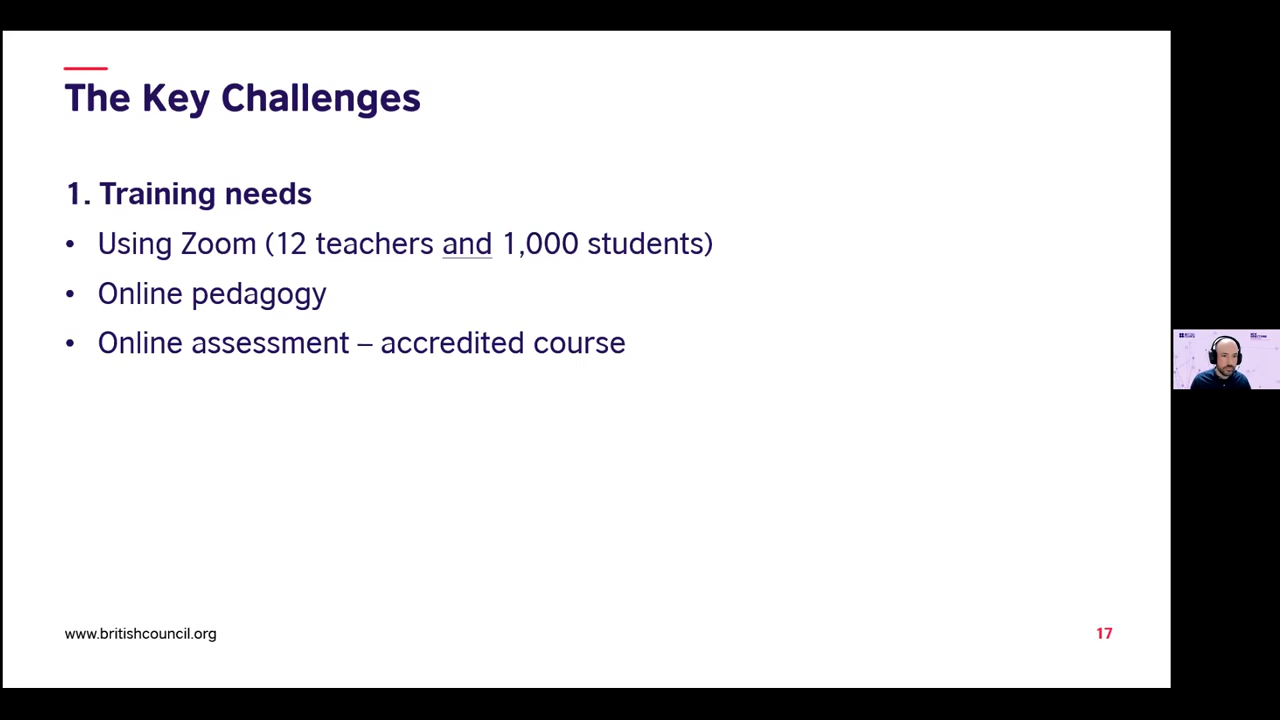 The Key Challenges
1. Training needs
• Using Zoom (12 teachers and 1,000 students)
• Online pedagogy
• Online assessment – accredited course
www.britishcouncil.org
17